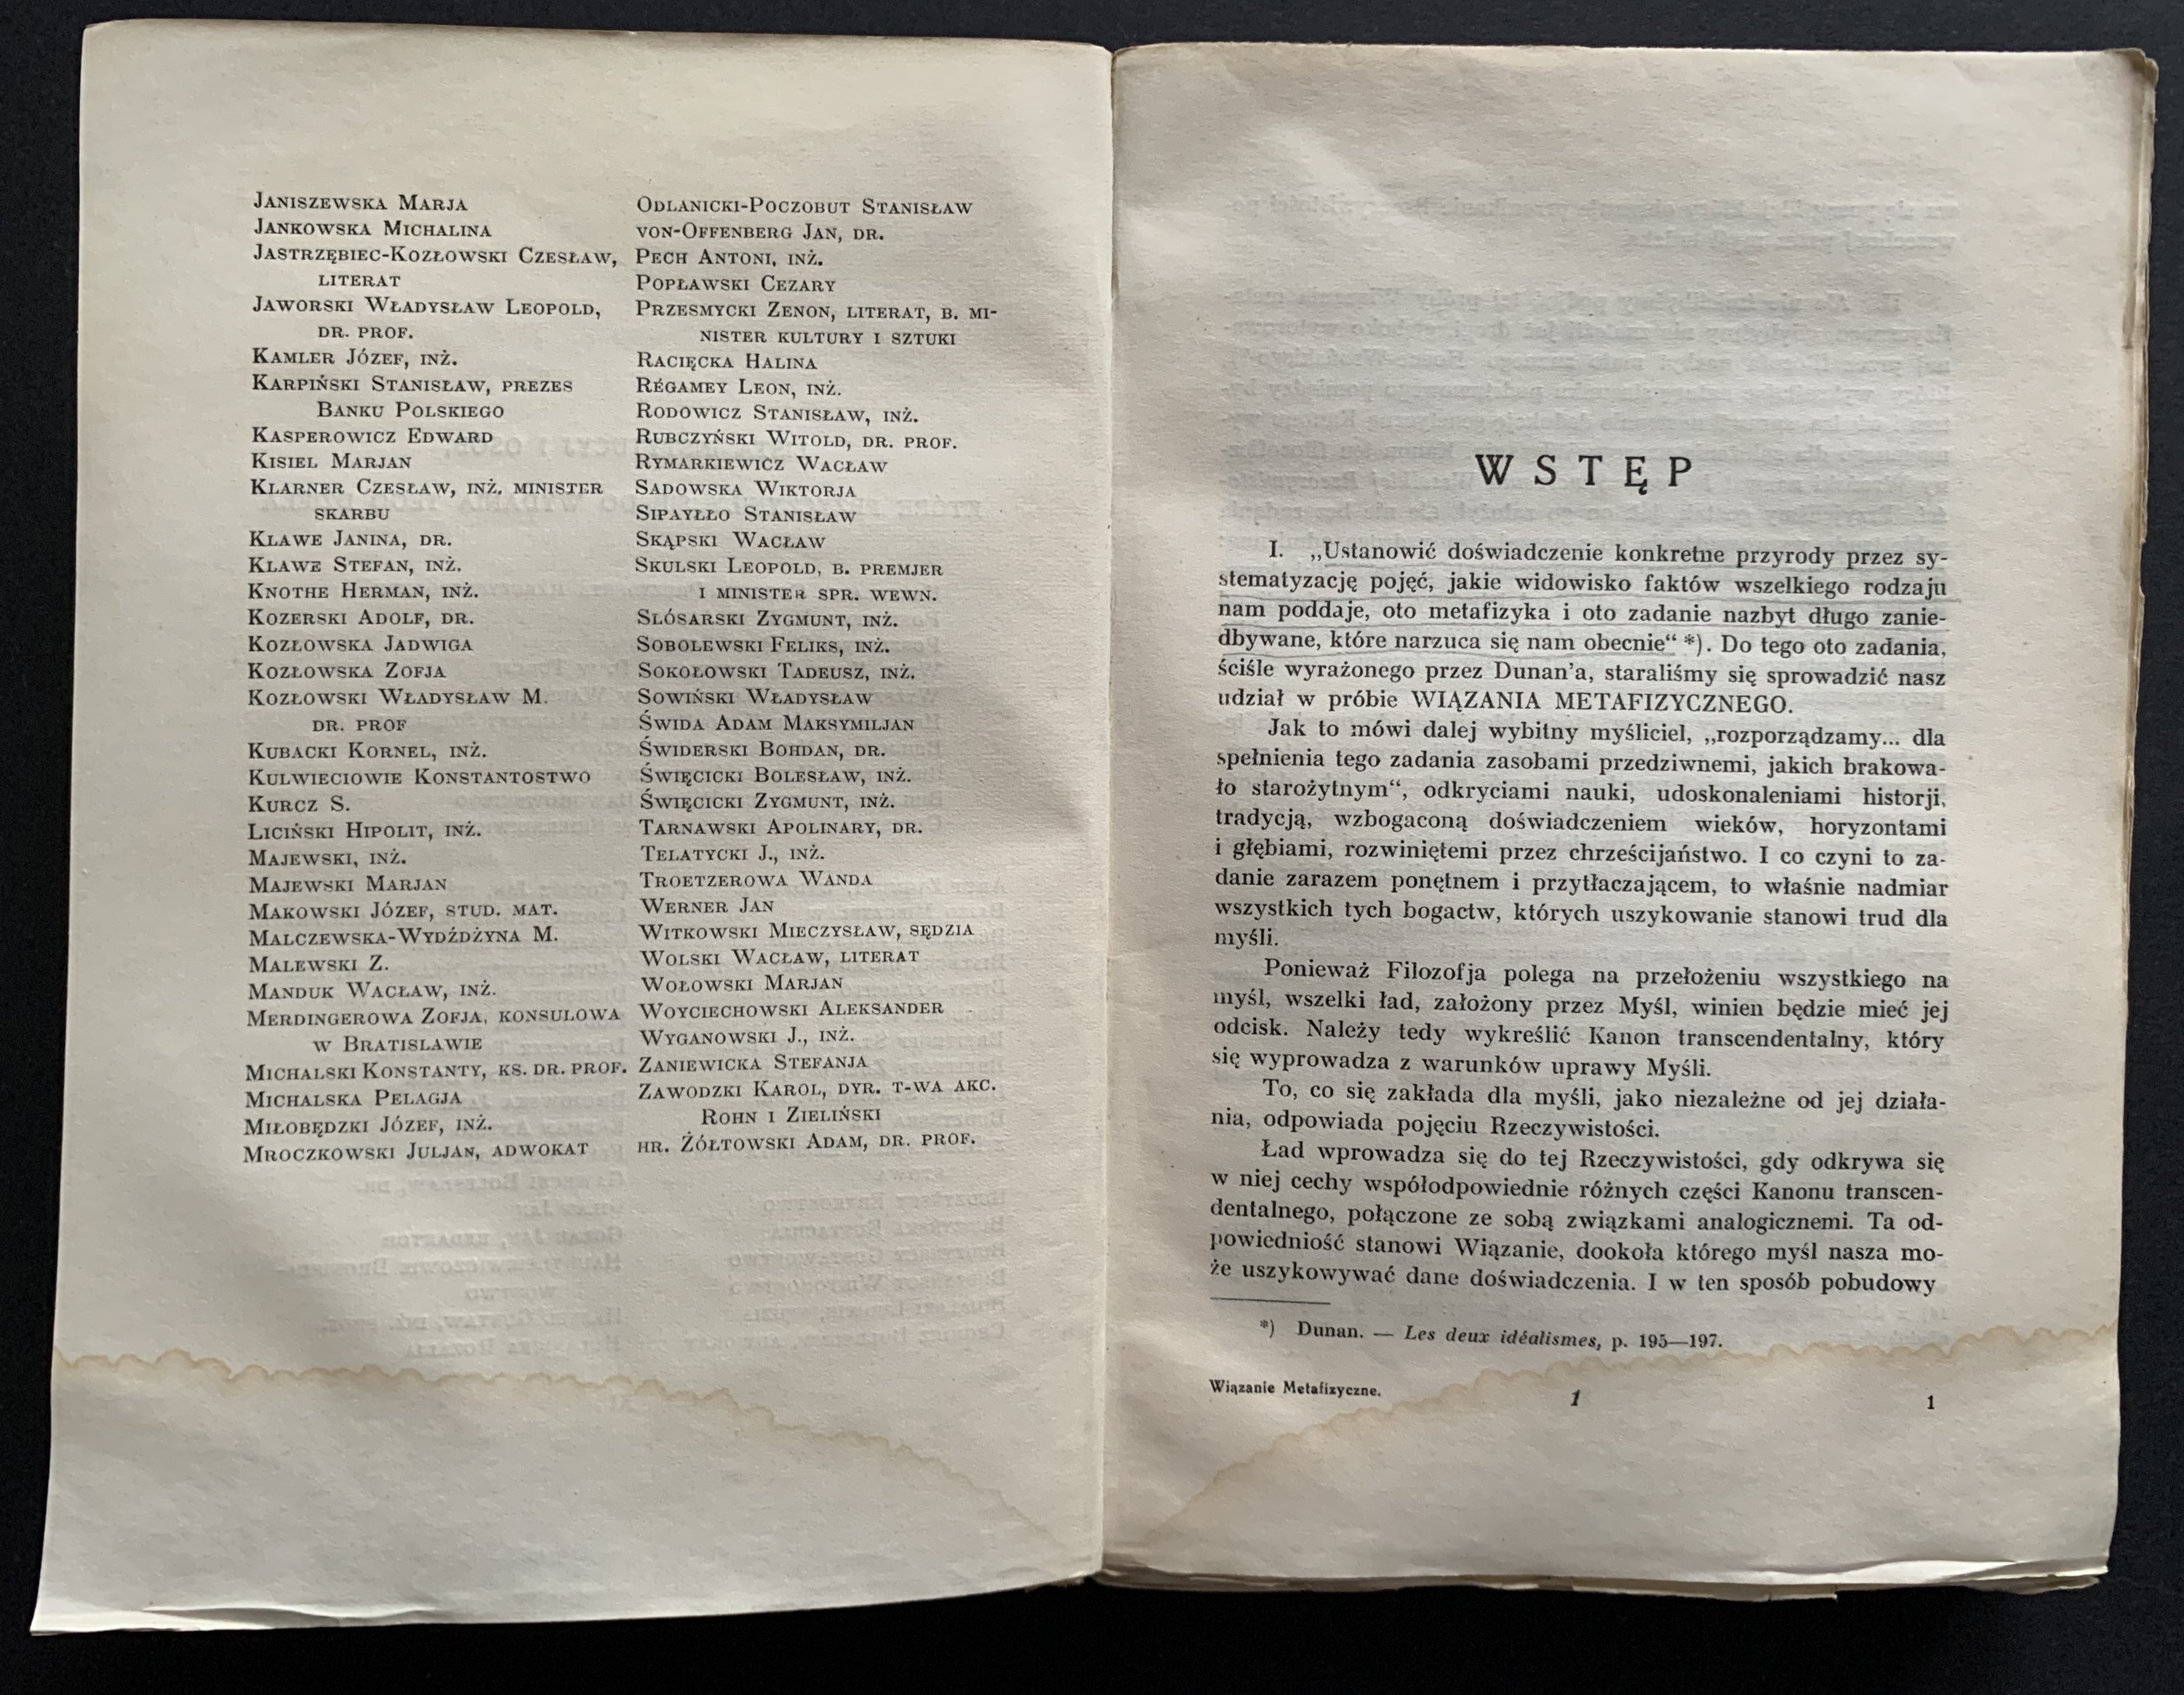 JANISZEWSKA MARJA
JANKOWSKA MICHALINA
JASTRZĘBIEC-KOZŁOWSKI CZESŁAW,
LITERAT
JAWORSKI WŁADYSŁAW LEOPOLD,
DR. PROF.
KAMLER JÓZEF, INŻ.
KARPIŃSKI STANISŁAW, PREZES
BANKU POLSKIEGO
KASPEROWICZ EDWARD
KISIEL MARJAN
KLARNER CZESŁAW, INŻ. MINISTER
SKARBU
KLAWE JANINA, DR.
KLAWE STEFAN, INŻ.
KNOTHE HERMAN, INŻ.
KOZERSKI ADOLF, DR.
KOZŁOWSKA JADWIGA
KOZŁOWSKA ZOFJA
KOZŁOWSKI WŁADYSŁAW M.
DR. PROF
KUBACKI KORNEL, INŻ.
KULWIECIOWIE KONSTANTOSTWO
KURCZ S.
LICIŃSKI HIPOLIT, INŻ.
MAJEWSKI, INŻ.
MAJEWSKI MARJAN
MAKOWSKI JÓZEF, STUD. MAT.
MALCZEWSKA-WYDŹDŻYNA M.
MALEWSKI Z.
MANDUK WACŁAW, INŻ.
MERDINGEROWA ZOFJA, KONSULOWA
W BRATISLAWIE
MICHALSKI KONSTANTY, KS. DR. PROF.
MICHALSKA PELAGJA
MIŁOBĘDZKI JÓZEF, INŻ.
MROCZKOWSKI JULJAN, ADWOKAT
ODLANICKI-POCZOBUT STANISŁAW
VON-OFFENBERG JAN, DR.
PECH ANTONI, INŻ.
POPŁAWSKI CEZARY
PRZESMYCKI ZENON, LITERAT, B. MI-
NISTER KULTURY I SZTUKI
RACIĘCKA HALINA
RÉGAMEY LEON, INŻ.
RODOWICZ STANISŁAW, INŻ.
RUBCZYŃSKI WITOLD, DR. PROF.
RYMARKIEWICZ WACŁAW
SADOWSKA WIKTORJA
SIPAYŁŁO STANISŁAW
SKĄPSKI WACŁAW
SKULSKI LEOPOLD, B. PREMJER
I MINISTER SPR. WEWN.
SLÓSARSKI ZYGMUNT, INŻ.
SOBOLEWSKI FELIKS, INŻ.
SOKOŁOWSKI TADEUSZ, INŻ.
SOWIŃSKI WŁADYSŁAW
ŚWIDA ADAM MAKSYMILJAN
ŚWIDERSKI BOHDAN, DR.
ŚWIĘCICKI BOLESŁAW, INŻ.
ŚWIĘCICKI ZYGMUNT, INŻ.
TARNAWSKI APOLINARY, DR.
TELATYCKI J., INŻ.
TROETZEROWA WANDA
WERNER JAN
WITKOWSKI MIECZYSŁAW, SĘDZIA
WOLSKI WACŁAW, LITERAT
WOŁOWSKI MARJAN
WOYCIECHOWSKI ALEKSANDER
WYGANOWSKI J., INŻ.
ZANIEWICKA STEFANJA
ZAWODZKI KAROL, DYR. T-WA AKC.
ROHN I ZIELIŃSKI
HR. ŻÓŁTOWSKI ADAM, DR. PROF.
WSTĘP
I. „Ustanowić doświadczenie konkretne przyrody przez sy-
stematyzację pojęć, jakie widowisko faktów wszelkiego rodzaju
nam poddaje, oto metafizyka i oto zadanie nazbyt długo zanie-
dbywane, które narzuca się nam obecnie“ *). Do tego oto zadania,
ściśle wyrażonego przez Dunan'a, staraliśmy się sprowadzić nasz
udział w próbie WIĄZANIA METAFIZYCZNEGO.
Jak to mówi dalej wybitny myśliciel, „rozporządzamy... dla
spełnienia tego zadania zasobami przedziwnemi, jakich brakowa-
ło starożytnym“, odkryciami nauki, udoskonaleniami historji,
tradycją, wzbogaconą doświadczeniem wieków, horyzontami
i głębiami, rozwiniętemi przez chrześcijaństwo. I co czyni to za-
danie zarazem ponętnem i przytłaczającem, to właśnie nadmiar
wszystkich tych bogactw, których uszykowanie stanowi trud dla
myśli.
Ponieważ Filozofja polega na przełożeniu wszystkiego na
myśl, wszelki ład, założony przez Myśl, winien będzie mieć jej
odcisk. Należy tedy wykreślić Kanon transcendentalny, który
się wyprowadza z warunków uprawy Myśli.
To, co się zakłada dla myśli, jako niezależne od jej działa-
nia, odpowiada pojęciu Rzeczywistości.
Ład wprowadza się do tej Rzeczywistości, gdy odkrywa się
w niej cechy współodpowiednie różnych części Kanonu transcen-
dentalnego, połączone ze sobą związkami analogicznemi. Ta od-
powiedniość stanowi Wiązanie, dookoła którego myśl nasza mo-
że uszykowywać dane doświadczenia. I w ten sposób pobudowy
*) Dunan. — Les deux idéalismes, p. 195—197.
Wiązanie Metafizyczne. 1 1